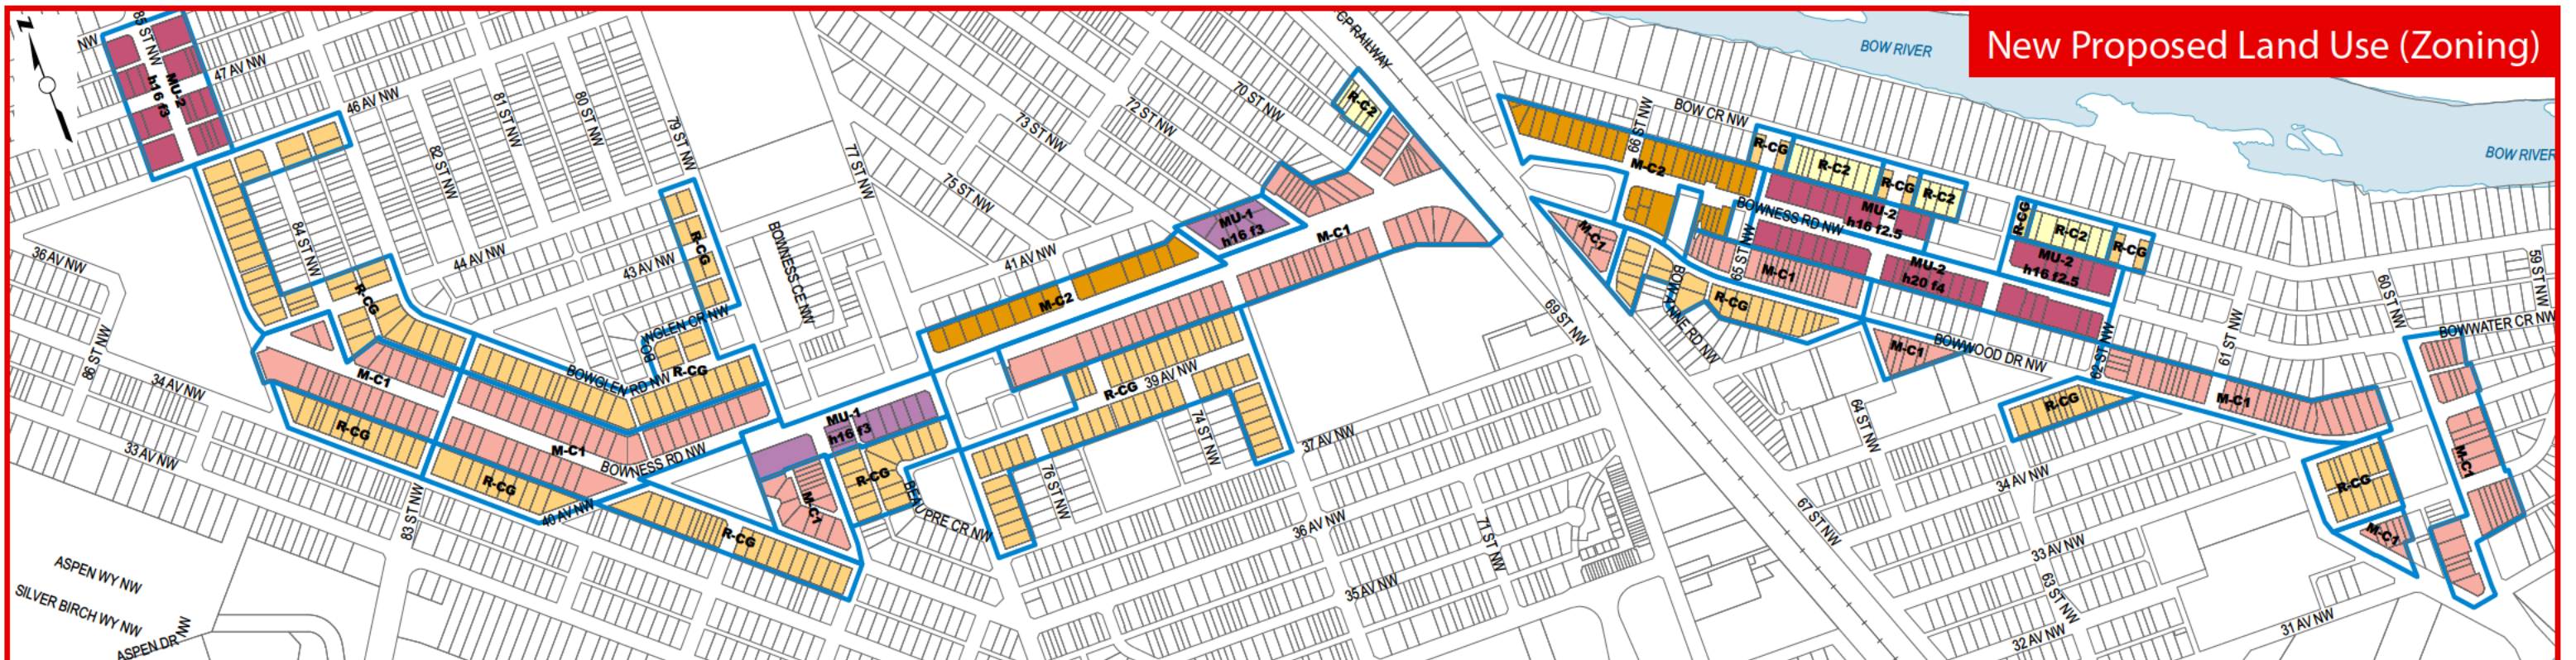 New Proposed Land Use (Zoning)
N
85 ST NW
NW
MU-2
h16 f3
47 AV NW
46 AV NW
81 ST NW
80 ST NW
79 ST NW
82 ST NW
84 ST NW
44 AV NW
43 AV NW
R-CG
R-CG
36 AV NW
86 ST NW
34 AV NW
33 AV NW
83 ST NW
BOWGLEN RD NW
R-CG
M-C1
R-CG
M-C1
R-CG
BOWNESS RD NW
40 AV NW
R-CG
ASPEN WY NW
SILVER BIRCH WY NW
ASPEN DR NW
BOWNESS CE NW
77 ST NW
75 ST NW
73 ST NW
72 ST NW
70 ST NW
CP RAILWAY
41 AV NW
M-C2
MU-1
h16 f3
M-C1
R-C2
MU-1
h16 f3
M-C1
R-CG
BEAUPRE CR NW
R-CG
39 AV NW
74 ST NW
76 ST NW
37 AV NW
36 AV NW
35 AV NW
71 ST NW
69 ST NW
67 ST NW
BOW RIVER
BOW RIVER
BOW CR NW
66 ST NW
M-C2
R-CG
R-C2
R-CG
R-C2
MU-2
h16 f2.5
BOWNESS RD NW
65 ST NW
M-C1
M-C1
R-CG
MU-2
h20 f4
R-CG
R-C2
R-CG
MU-2
h16 f2.5
M-C1
BOWWOOD DR NW
62 ST NW
61 ST NW
60 ST NW
59 ST NW
BOWWATER CR NW
M-C1
R-CG
64 ST NW
34 AV NW
33 AV NW
63 ST NW
32 AV NW
31 AV NW
R-CG
M-C1
M-C1